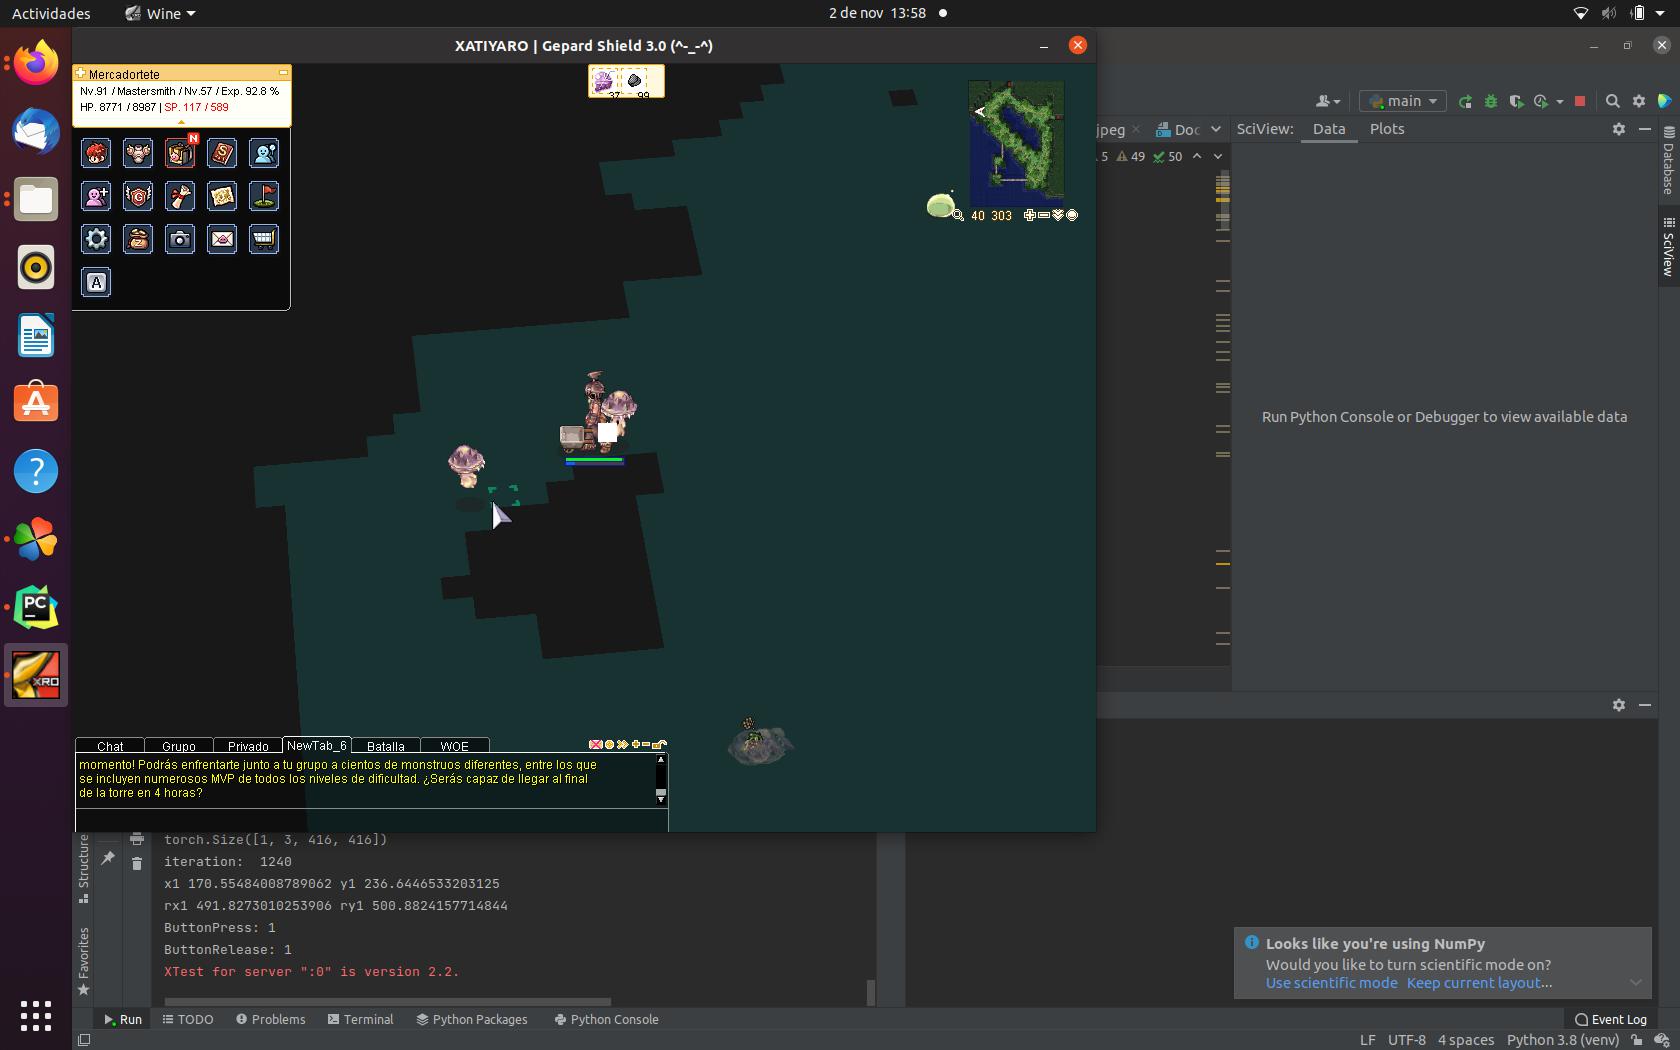 Actividades
Wine
2 de nov 13:58
XATIYARO | Gepard Shield 3.0 (^-_-^)
Mercadortete
Nv.91 / Mastersmith / Nv.57 / Exp. 92.8 %
HP. 8771 / 8987 | SP. 117 / 589
N
37 99
40 303
A
main
jpeg
Doc
SciView:
Data
Plots
5
49
50
Database
SciView
Run Python Console or Debugger to view available data
PC
XRO
Chat
Grupo
Privado
NewTab_6
Batalla
WOE
momento! Podrás enfrentarte junto a tu grupo a cientos de monstruos diferentes, entre los que
se incluyen numerosos MVP de todos los niveles de dificultad. ¿Serás capaz de llegar al final
de la torre en 4 horas?
torch.Size([1, 3, 416, 416])
iteration: 1240
x1 170.55484008789062 y1 236.6446533203125
rx1 491.8273010253906 ry1 500.8824157714844
ButtonPress: 1
ButtonRelease: 1
XTest for server ":0" is version 2.2.
Structure
Favorites
Looks like you're using NumPy
Would you like to turn scientific mode on?
Use scientific mode
Keep current layout...
Run
TODO
Problems
Terminal
Python Packages
Python Console
Event Log
LF
UTF-8
4 spaces
Python 3.8 (venv)